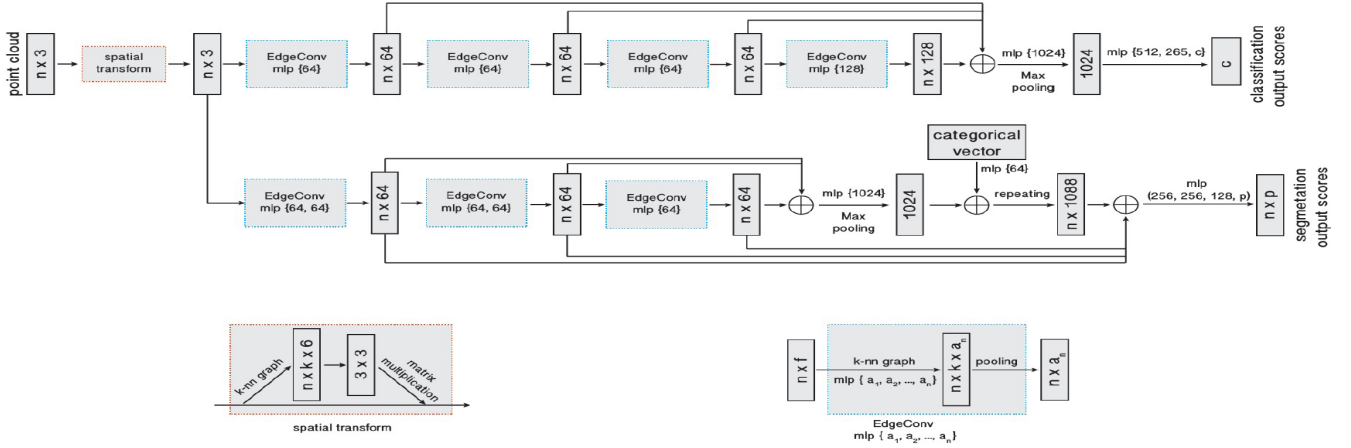 point cloud
n x 3
spatial
transform
n x 3
EdgeConv
mlp {64}
n x 64
EdgeConv
mlp {64}
n x 64
EdgeConv
mlp {64}
n x 64
EdgeConv
mlp {128}
n x 128
mlp {1024}
Max
pooling
1024
mlp {512, 265, c}
c
classification
output scores
EdgeConv
mlp {64, 64}
n x 64
EdgeConv
mlp {64, 64}
n x 64
EdgeConv
mlp {64}
n x 64
mlp {1024}
Max
pooling
1024
categorical
vector
mlp {64}
repeating
n x 1088
mlp
(256, 256, 128, p)
n x p
segmetation
output scores
k-nn graph
n x k x 6
3 x 3
matrix
multiplication
spatial transform
n x f
k-nn graph
mlp { a₁, a₂, ..., aₙ}
n x k x aₙ
pooling
n x aₙ
EdgeConv
mlp { a₁, a₂, ..., aₙ}